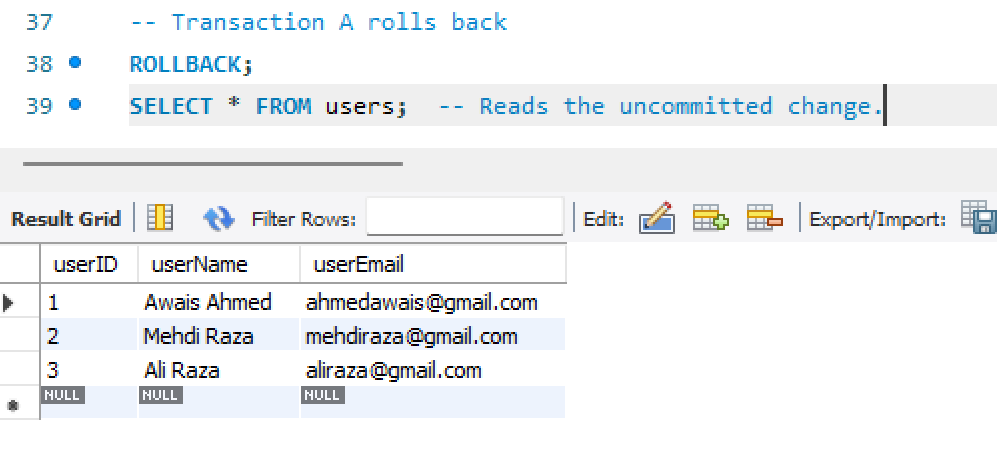 37 -- Transaction A rolls back
38 ROLLBACK;
39 SELECT * FROM users; -- Reads the uncommitted change.
Result Grid Filter Rows: Edit: Export/Import:
userID userName userEmail
1 Awais Ahmed ahmedawais@gmail.com
2 Mehdi Raza mehdiraza@gmail.com
3 Ali Raza aliraza@gmail.com
NULL NULL NULL